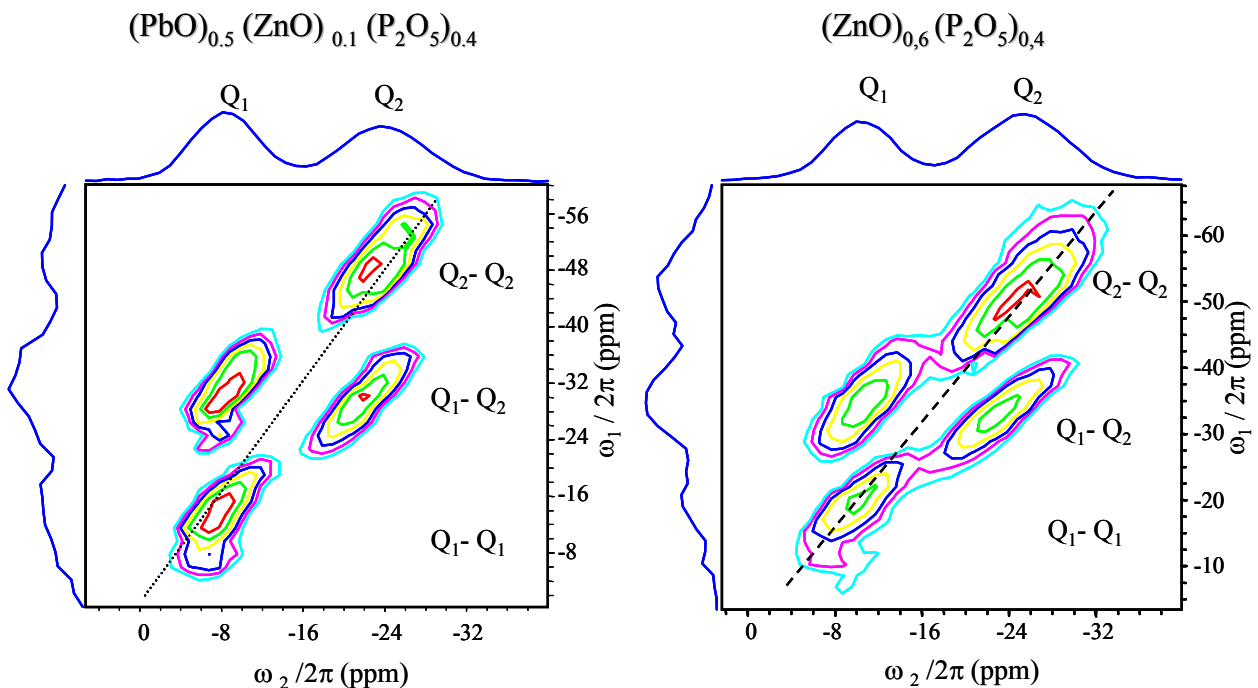 (PbO)0.5 (ZnO) 0.1 (P2O5)0.4
Q1
Q2
-56
-48
-40
-32
-24
-16
-8
ω1 / 2π (ppm)
Q2- Q2
Q1- Q2
Q1- Q1
0
-8
-16
-24
-32
ω 2 /2π (ppm)
(ZnO)0,6 (P2O5)0,4
Q1
Q2
-60
-50
-40
-30
-20
-10
ω1 / 2π (ppm)
Q2- Q2
Q1- Q2
Q1- Q1
0
-8
-16
-24
-32
ω 2 /2π (ppm)